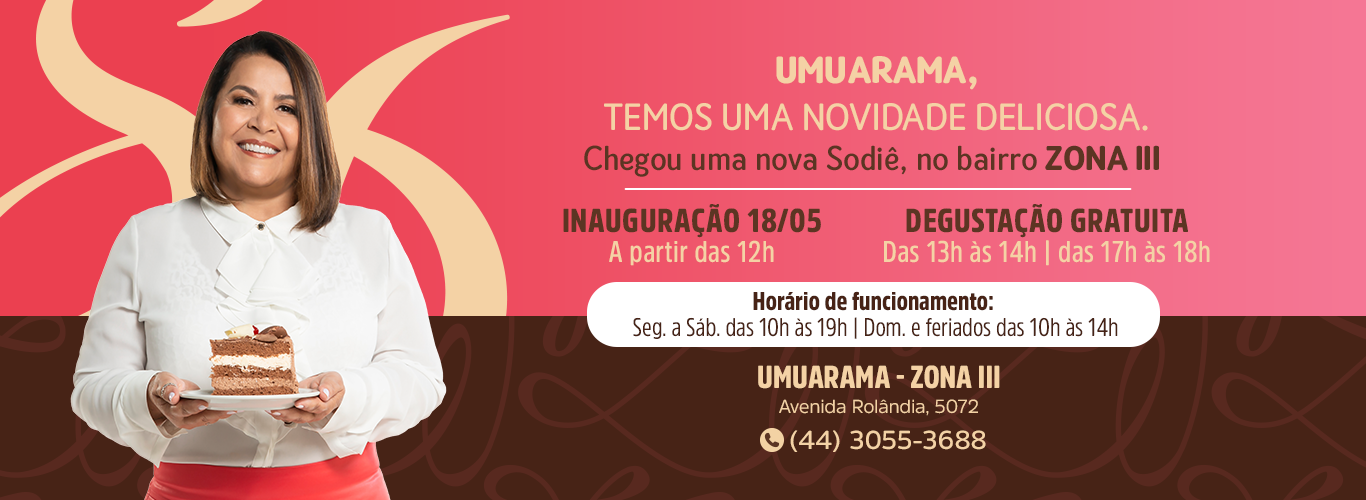 UMUARAMA,
TEMOS UMA NOVIDADE DELICIOSA.
Chegou uma nova Sodiê, no bairro ZONA III
INAUGURAÇÃO 18/05
A partir das 12h
DEGUSTAÇÃO GRATUITA
Das 13h às 14h | das 17h às 18h
Horário de funcionamento:
Seg. a Sáb. das 10h às 19h | Dom. e feriados das 10h às 14h
UMUARAMA - ZONA III
Avenida Rolândia, 5072
(44) 3055-3688